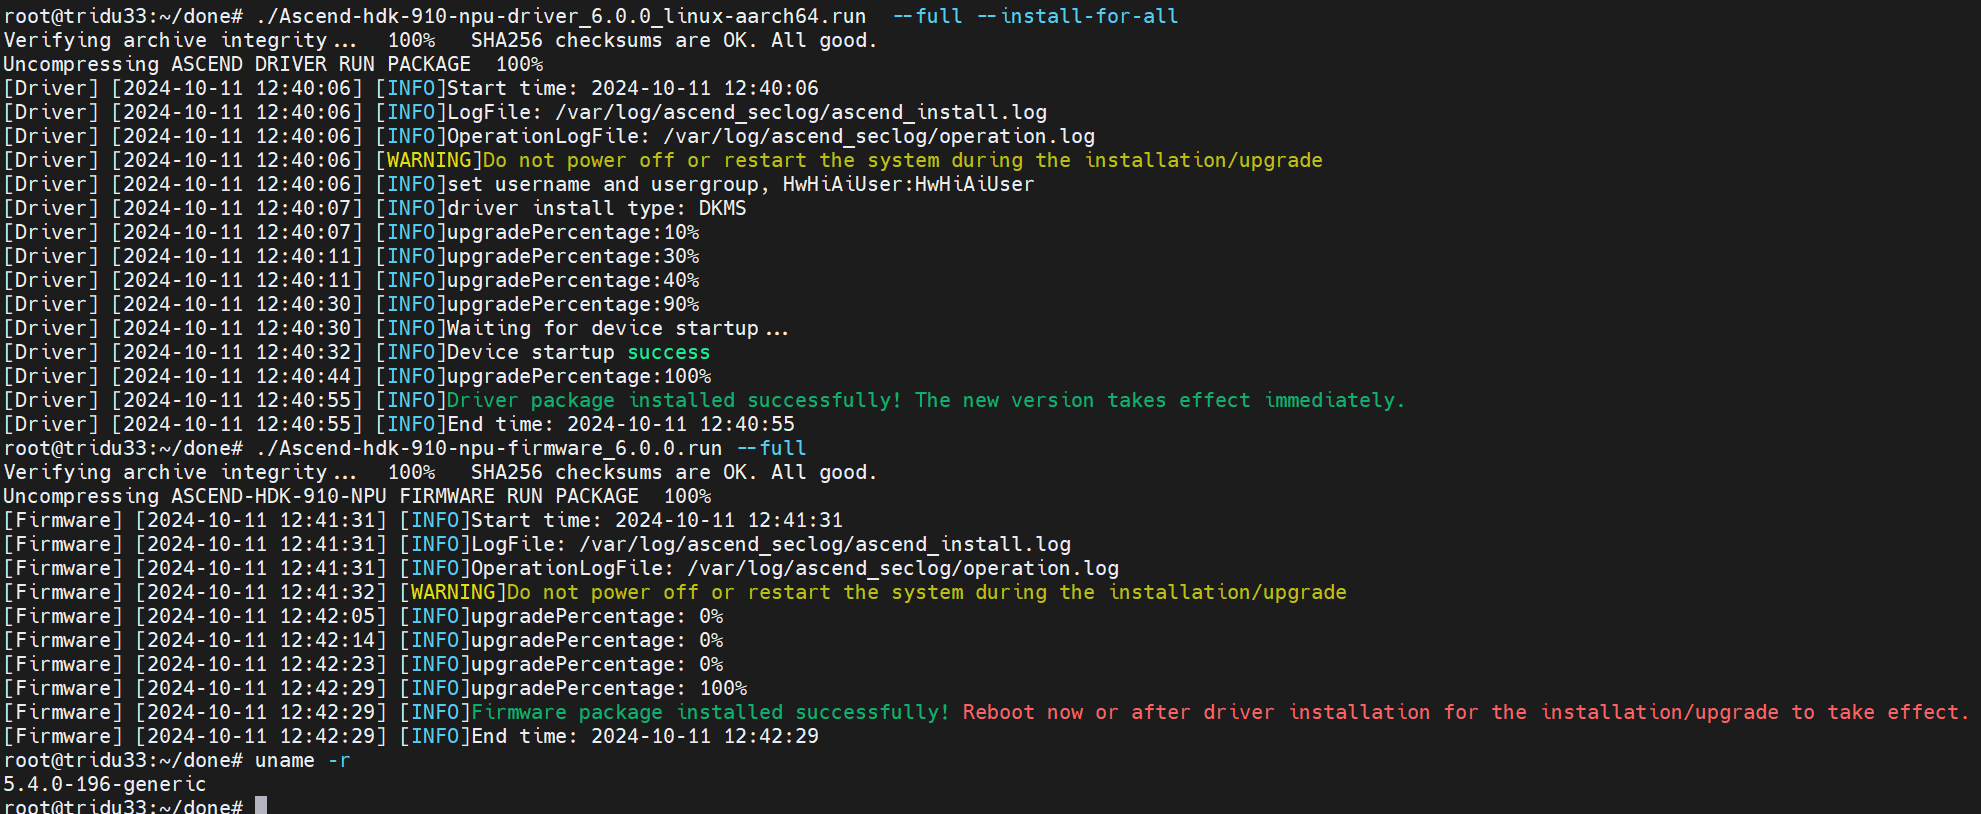 root@tridu33:~/done# ./Ascend-hdk-910-npu-driver_6.0.0_linux-aarch64.run  --full --install-for-all
Verifying archive integrity...  100%   SHA256 checksums are OK. All good.
Uncompressing ASCEND DRIVER RUN PACKAGE  100%
[Driver] [2024-10-11 12:40:06] [INFO]Start time: 2024-10-11 12:40:06
[Driver] [2024-10-11 12:40:06] [INFO]LogFile: /var/log/ascend_seclog/ascend_install.log
[Driver] [2024-10-11 12:40:06] [INFO]OperationLogFile: /var/log/ascend_seclog/operation.log
[Driver] [2024-10-11 12:40:06] [WARNING]Do not power off or restart the system during the installation/upgrade
[Driver] [2024-10-11 12:40:06] [INFO]set username and usergroup, HwHiAiUser:HwHiAiUser
[Driver] [2024-10-11 12:40:07] [INFO]driver install type: DKMS
[Driver] [2024-10-11 12:40:07] [INFO]upgradePercentage:10%
[Driver] [2024-10-11 12:40:11] [INFO]upgradePercentage:30%
[Driver] [2024-10-11 12:40:11] [INFO]upgradePercentage:40%
[Driver] [2024-10-11 12:40:30] [INFO]upgradePercentage:90%
[Driver] [2024-10-11 12:40:30] [INFO]Waiting for device startup...
[Driver] [2024-10-11 12:40:32] [INFO]Device startup success
[Driver] [2024-10-11 12:40:44] [INFO]upgradePercentage:100%
[Driver] [2024-10-11 12:40:55] [INFO]Driver package installed successfully! The new version takes effect immediately.
[Driver] [2024-10-11 12:40:55] [INFO]End time: 2024-10-11 12:40:55
root@tridu33:~/done# ./Ascend-hdk-910-npu-firmware_6.0.0.run --full
Verifying archive integrity...  100%   SHA256 checksums are OK. All good.
Uncompressing ASCEND-HDK-910-NPU FIRMWARE RUN PACKAGE  100%
[Firmware] [2024-10-11 12:41:31] [INFO]Start time: 2024-10-11 12:41:31
[Firmware] [2024-10-11 12:41:31] [INFO]LogFile: /var/log/ascend_seclog/ascend_install.log
[Firmware] [2024-10-11 12:41:31] [INFO]OperationLogFile: /var/log/ascend_seclog/operation.log
[Firmware] [2024-10-11 12:41:32] [WARNING]Do not power off or restart the system during the installation/upgrade
[Firmware] [2024-10-11 12:42:05] [INFO]upgradePercentage: 0%
[Firmware] [2024-10-11 12:42:14] [INFO]upgradePercentage: 0%
[Firmware] [2024-10-11 12:42:23] [INFO]upgradePercentage: 0%
[Firmware] [2024-10-11 12:42:29] [INFO]upgradePercentage: 100%
[Firmware] [2024-10-11 12:42:29] [INFO]Firmware package installed successfully! Reboot now or after driver installation for the installation/upgrade to take effect.
[Firmware] [2024-10-11 12:42:29] [INFO]End time: 2024-10-11 12:42:29
root@tridu33:~/done# uname -r
5.4.0-196-generic
root@tridu33:~/done#